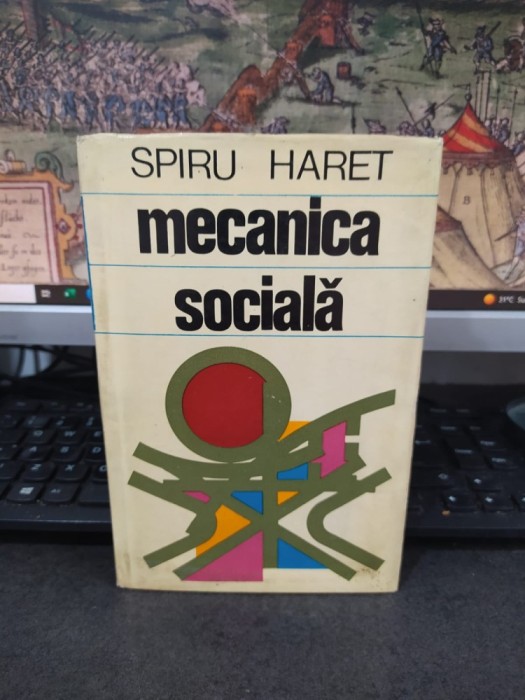 SPIRU HARET
mecanica
socială
B